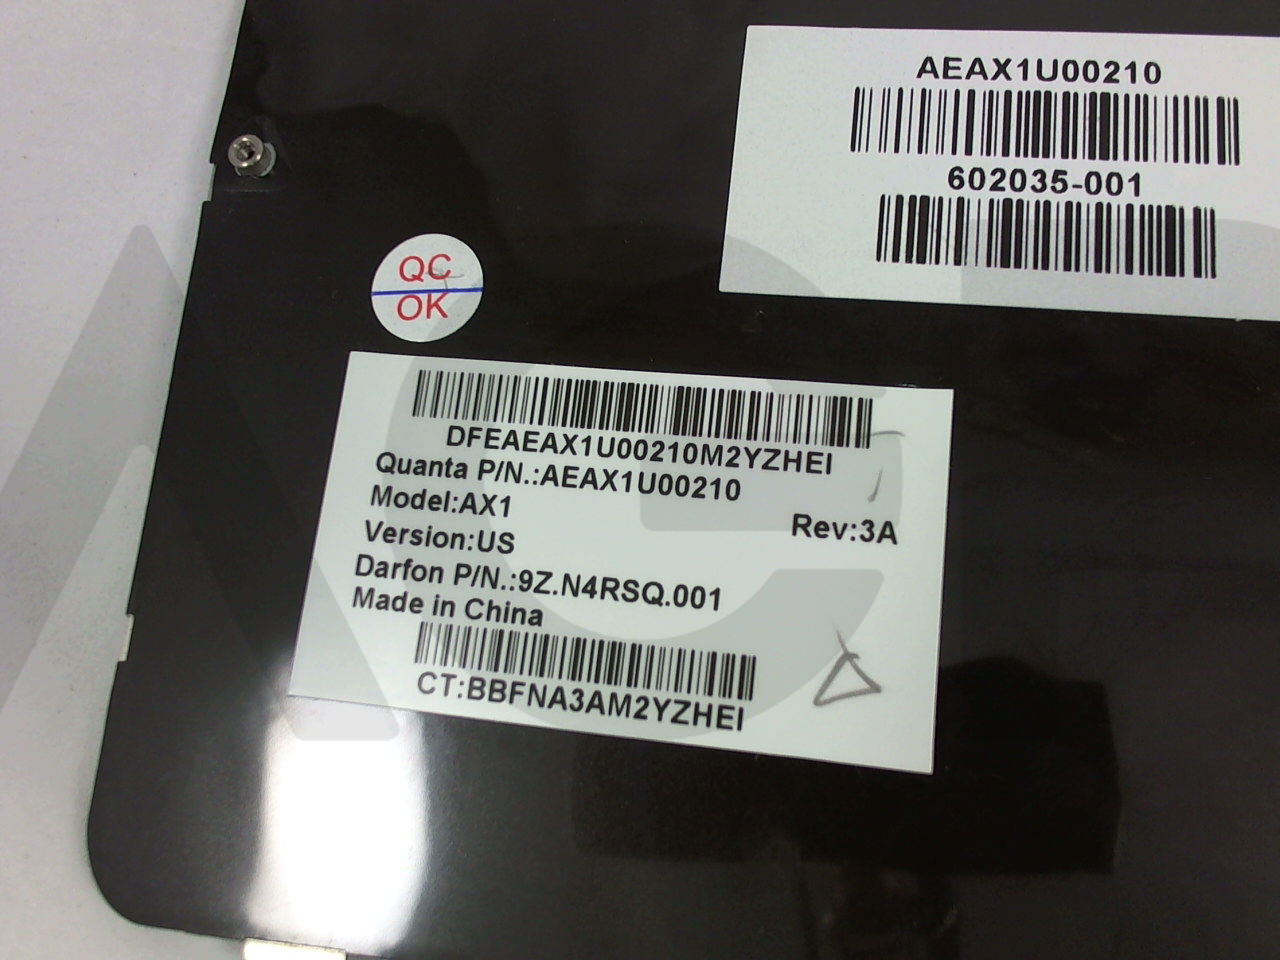 AEAX1U00210
602035-001
QC
OK
DFEAEAX1U00210M2YZHEI
Quanta P/N.:AEAX1U00210
Model:AX1
Rev:3A
Version:US
Darfon P/N.:9Z.N4RSQ.001
Made in China
CT:BBFNA3AM2YZHEI